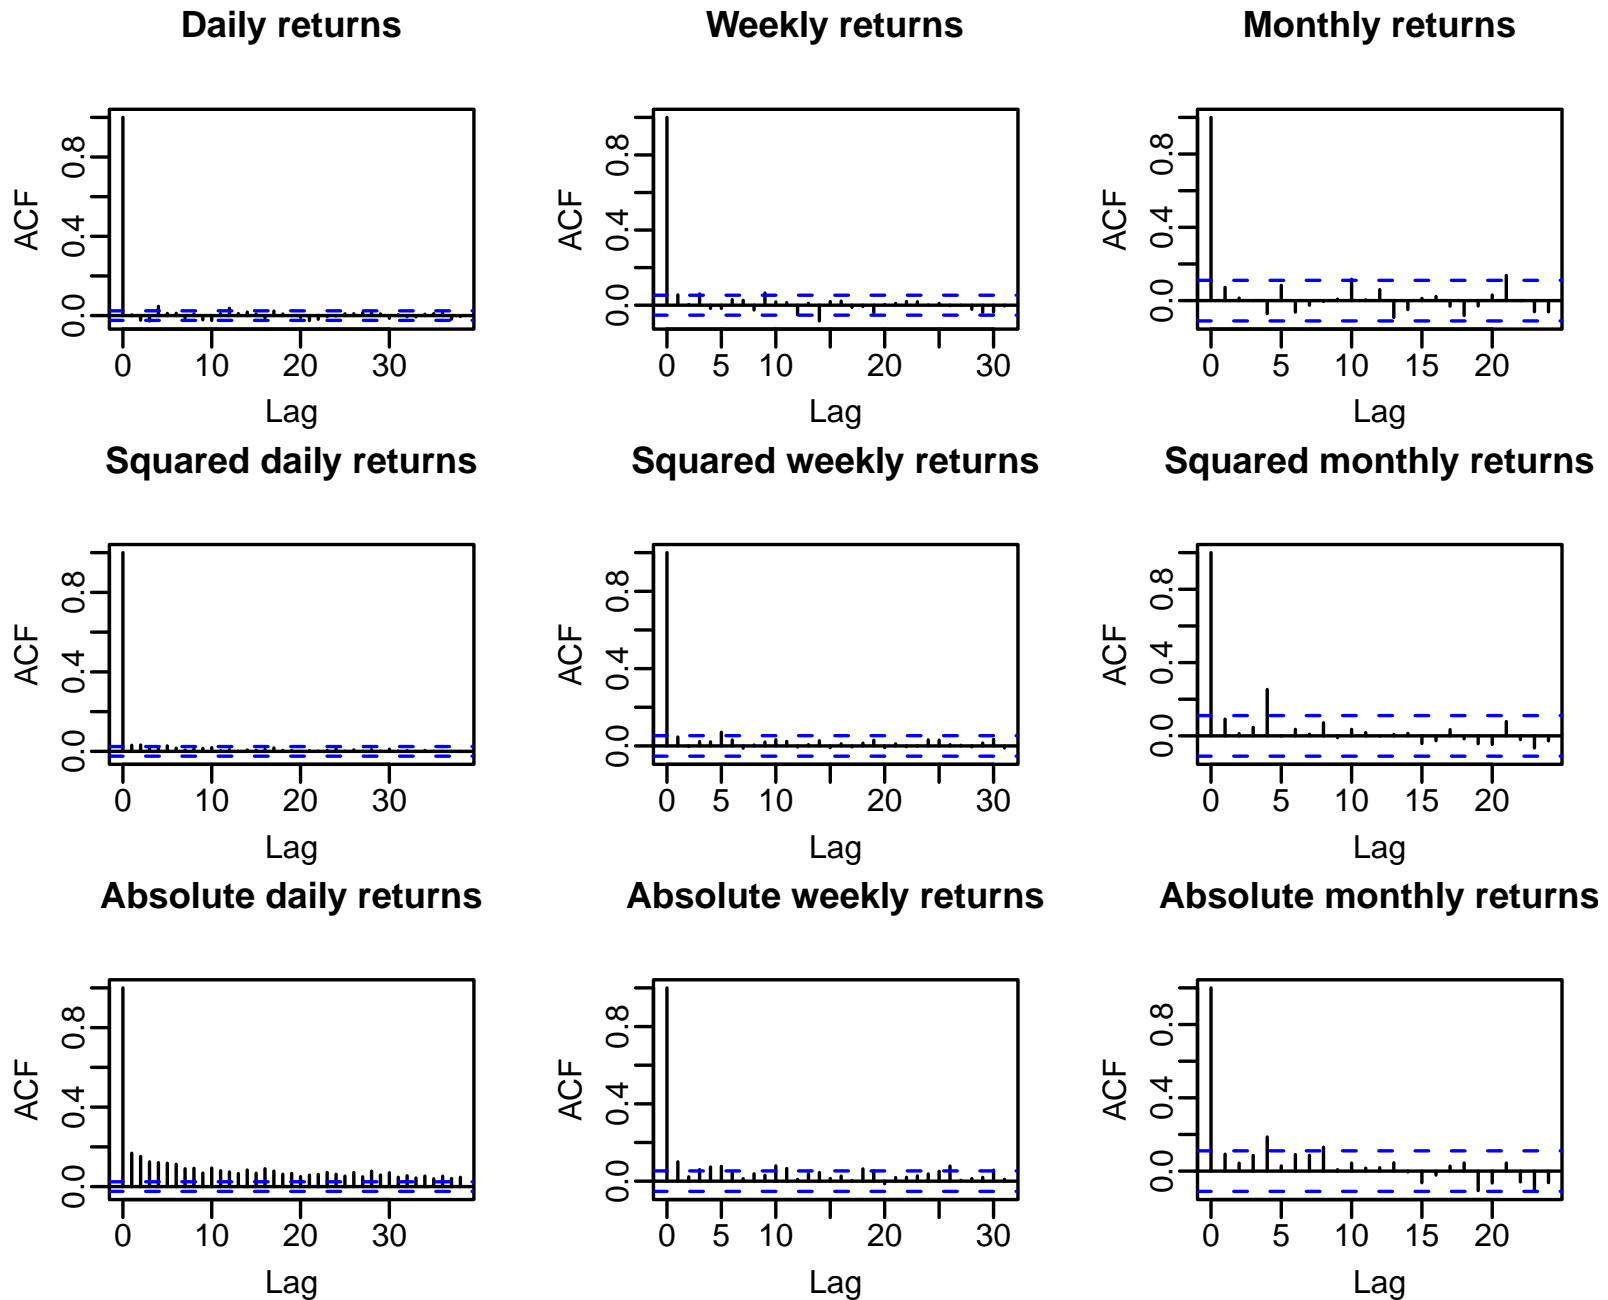 Daily returns
Weekly returns
Monthly returns
ACF
0.0 0.4 0.8
0 10 20 30
Lag
ACF
0.0 0.4 0.8
0 5 10 20 30
Lag
ACF
0.0 0.4 0.8
0 5 10 15 20
Lag
Squared daily returns
Squared weekly returns
Squared monthly returns
ACF
0.0 0.4 0.8
0 10 20 30
Lag
ACF
0.0 0.4 0.8
0 5 10 20 30
Lag
ACF
0.0 0.4 0.8
0 5 10 15 20
Lag
Absolute daily returns
Absolute weekly returns
Absolute monthly returns
ACF
0.0 0.4 0.8
0 10 20 30
Lag
ACF
0.0 0.4 0.8
0 5 10 20 30
Lag
ACF
0.0 0.4 0.8
0 5 10 15 20
Lag